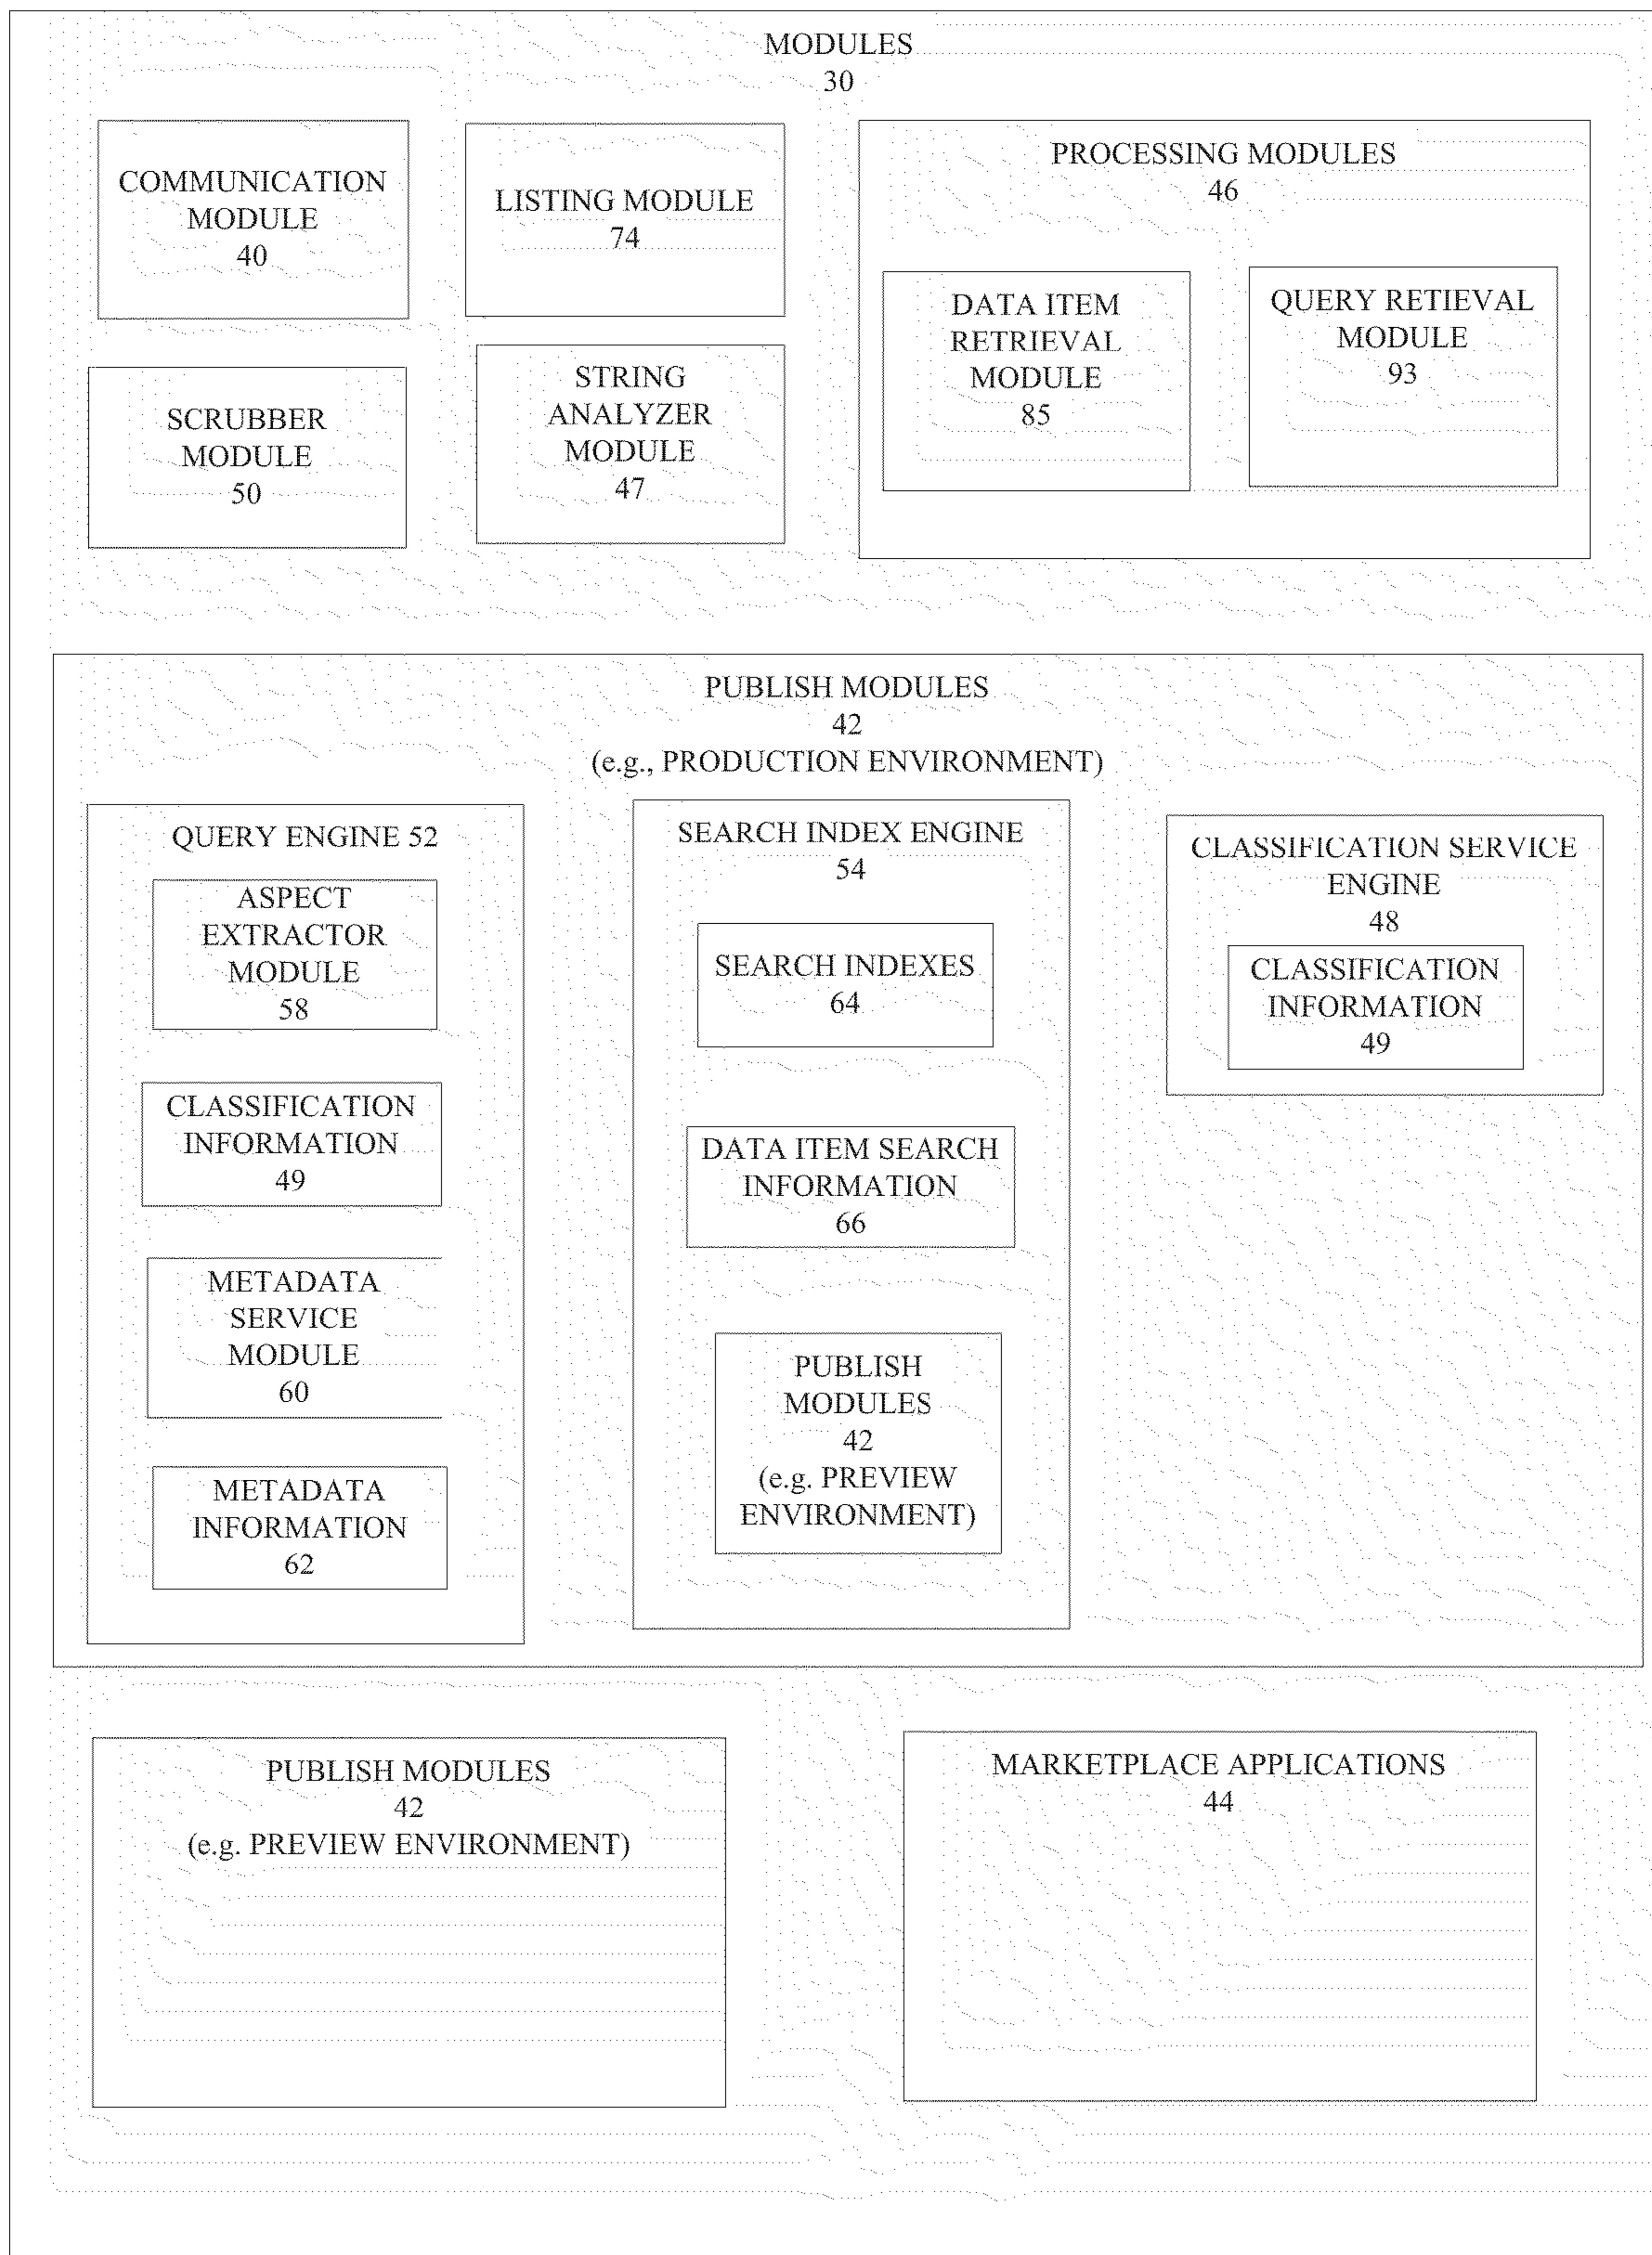 MODULES
30
COMMUNICATION
MODULE
40
LISTING MODULE
74
PROCESSING MODULES
46
DATA ITEM
RETRIEVAL
MODULE
85
QUERY RETIEVAL
MODULE
93
SCRUBBER
MODULE
50
STRING
ANALYZER
MODULE
47
PUBLISH MODULES
42
(e.g., PRODUCTION ENVIRONMENT)
QUERY ENGINE 52
ASPECT
EXTRACTOR
MODULE
58
CLASSIFICATION
INFORMATION
49
METADATA
SERVICE
MODULE
60
METADATA
INFORMATION
62
SEARCH INDEX ENGINE
54
SEARCH INDEXES
64
DATA ITEM SEARCH
INFORMATION
66
PUBLISH
MODULES
42
(e.g. PREVIEW
ENVIRONMENT)
CLASSIFICATION SERVICE
ENGINE
48
CLASSIFICATION
INFORMATION
49
PUBLISH MODULES
42
(e.g. PREVIEW ENVIRONMENT)
MARKETPLACE APPLICATIONS
44